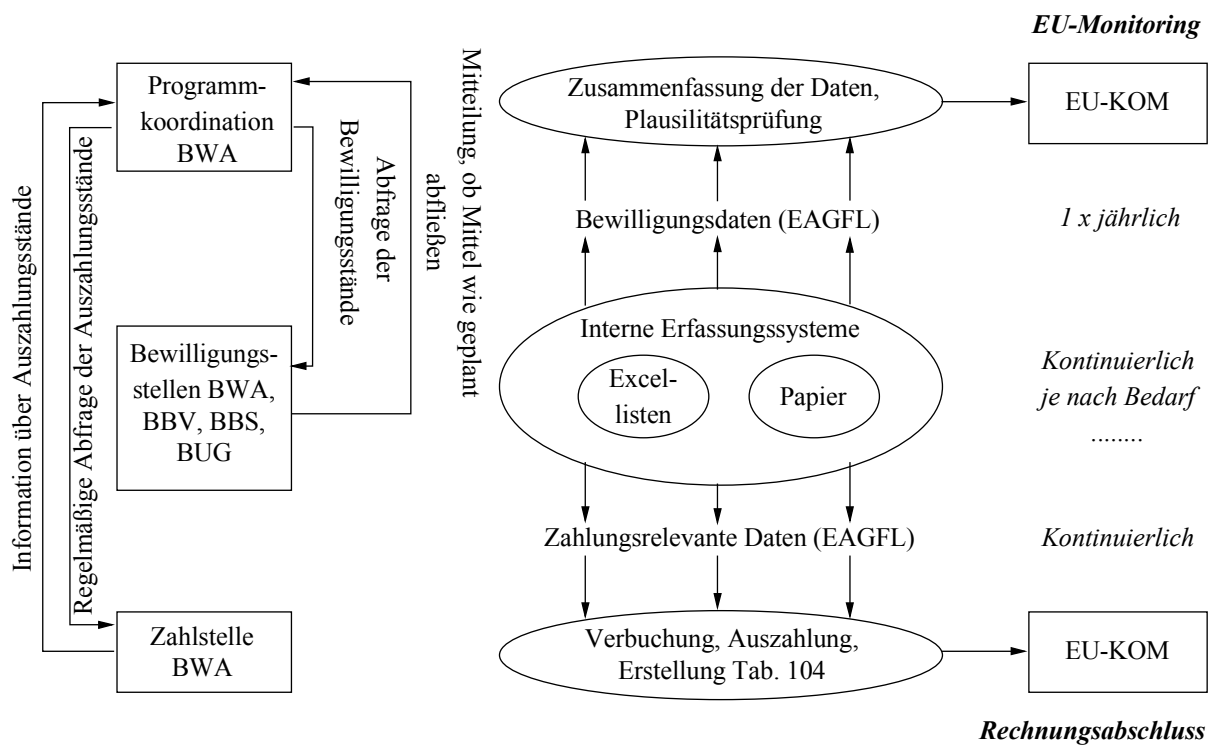 EU-Monitoring
Programm-
koordination
BWA
Zusammenfassung der Daten,
Plausilitätsprüfung
EU-KOM
Information über Auszahlungsstände
Regelmäßige Abfrage der Auszahlungsstände
Abfrage der
Bewilligungsstände
Mitteilung, ob Mittel wie geplant
abfließen
Bewilligungsdaten (EAGFL)
1 x jährlich
Bewilligungs-
stellen BWA,
BBV, BBS,
BUG
Interne Erfassungssysteme
Excel-
listen
Papier
Kontinuierlich
je nach Bedarf
........
Zahlungsrelevante Daten (EAGFL)
Kontinuierlich
Zahlstelle
BWA
Verbuchung, Auszahlung,
Erstellung Tab. 104
EU-KOM
Rechnungsabschluss